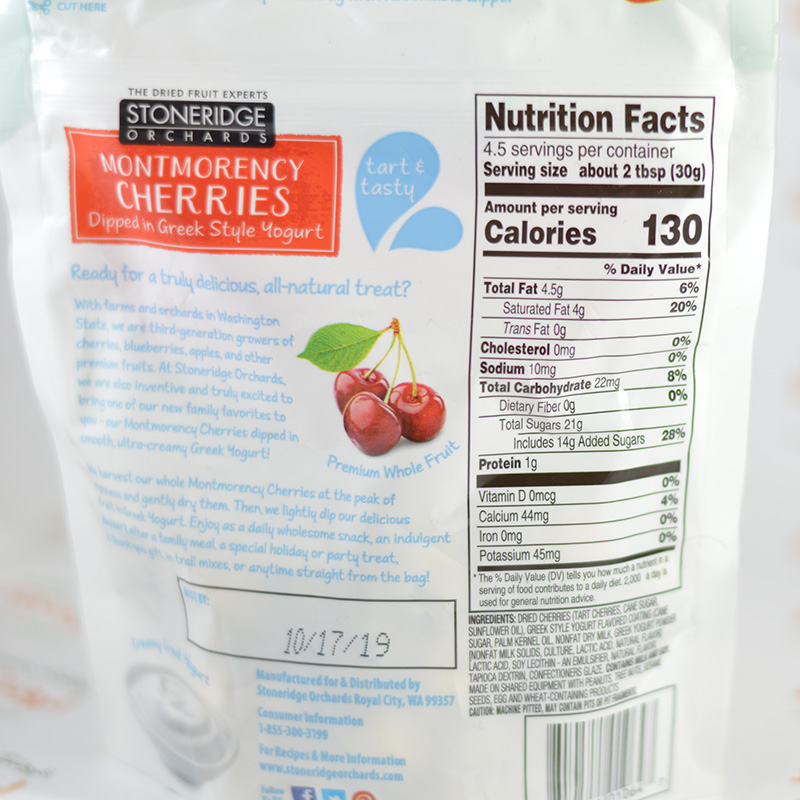 CUT HERE
THE DRIED FRUIT EXPERTS
STONERIDGE
ORCHARDS
MONTMORENCY
CHERRIES
Dipped in Greek Style Yogurt
tart &
tasty
Ready for a truly delicious, all-natural treat?
With farms and orchards in Washington
State, we are third-generation growers of
cherries, blueberries, apples, and other
premium fruits. At Stoneridge Orchards,
we are also inventive and truly excited to
bring one of our new family favorites to
you - our Montmorency Cherries dipped in
smooth, ultra-creamy Greek Yogurt!
Premium Whole Fruit
We harvest our whole Montmorency Cherries at the peak of
and gently dry them. Then, we lightly dip our delicious
fruit in Greek Yogurt. Enjoy as a daily wholesome snack, an indulgent
dessert after a family meal, a special holiday or party treat,
in trail mixes, or anytime straight from the bag!
10/17/19
Creamy Greek Yogurt
Manufactured for & Distributed by
Stoneridge Orchards Royal City, WA 99357
Consumer Information
1-855-300-3199
For Recipes & More Information
www.stoneridgeorchards.com
Follow
Nutrition Facts
4.5 servings per container
Serving size about 2 tbsp (30g)
Amount per serving
Calories 130
% Daily Value*
Total Fat 4.5g 6%
Saturated Fat 4g 20%
Trans Fat 0g
Cholesterol 0mg 0%
Sodium 10mg 0%
Total Carbohydrate 22mg 8%
Dietary Fiber 0g 0%
Total Sugars 21g
Includes 14g Added Sugars 28%
Protein 1g
Vitamin D 0mcg 0%
Calcium 44mg 4%
Iron 0mg 0%
Potassium 45mg 0%
* The % Daily Value (DV) tells you how much a nutrient in a
serving of food contributes to a daily diet. 2,000 a day is
used for general nutrition advice.
INGREDIENTS: DRIED CHERRIES (TART CHERRIES, CANE SUGAR,
SUNFLOWER OIL), GREEK STYLE YOGURT FLAVORED COATING (CANE
SUGAR, PALM KERNEL OIL, NONFAT DRY MILK, GREEK YOGURT POWDER
(NONFAT MILK SOLIDS, CULTURE, LACTIC ACID, NATURAL FLAVOR)
LACTIC ACID, SOY LECITHIN - AN EMULSIFIER, NATURAL FLAVOR),
TAPIOCA DEXTRIN, CONFECTIONERS GLAZE. CONTAINS MILK AND SOY.
MADE ON SHARED EQUIPMENT WITH PEANUTS, TREE NUTS, SESAME
SEEDS, EGG AND WHEAT-CONTAINING PRODUCTS.
CAUTION: MACHINE PITTED, MAY CONTAIN PITS OR PIT FRAGMENTS.